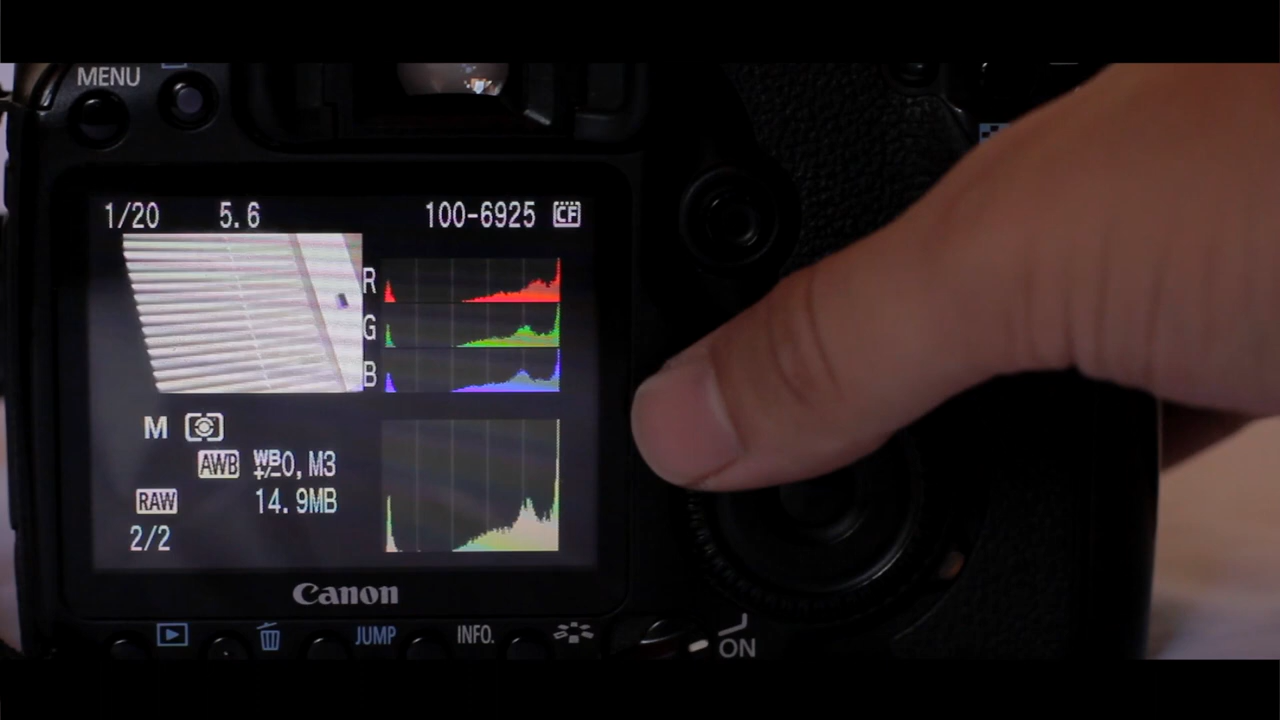 MENU
1/20 5.6 100-6925 CF
R
G
B
M
AWB WB +/- 0, M3
RAW 14.9MB
2/2
Canon
JUMP INFO.
ON